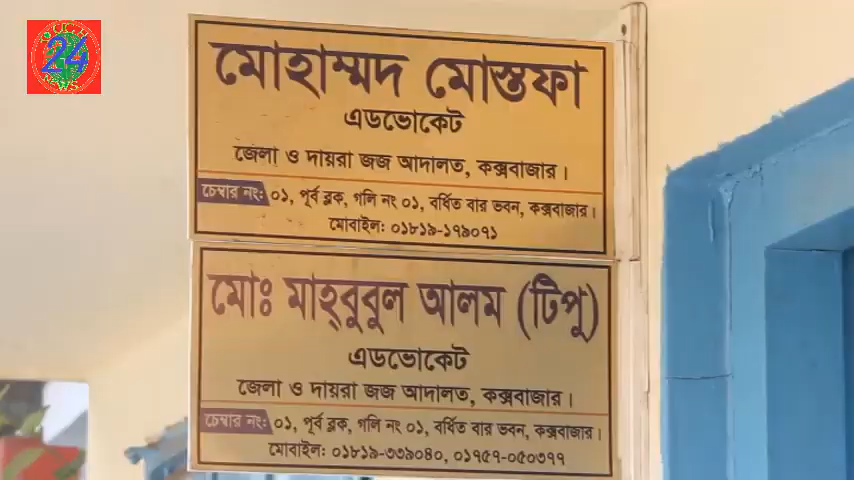 24
NEWS
মোহাম্মদ মোস্তফা
এডভোকেট
জেলা ও দায়রা জজ আদালত, কক্সবাজার।
চেম্বার নং: ০১, পূর্ব ব্লক, গলি নং ০১, বর্ধিত বার ভবন, কক্সবাজার।
মোবাইল: ০১৮১৯-১৭৯০৭১
মোঃ মাহ্‌বুবুল আলম (টিপু)
এডভোকেট
জেলা ও দায়রা জজ আদালত, কক্সবাজার।
চেম্বার নং: ০১, পূর্ব ব্লক, গলি নং ০১, বর্ধিত বার ভবন, কক্সবাজার।
মোবাইল: ০১৮১৯-৩৩৯০৪০, ০১৭৫৭-০৫০৩৭৭